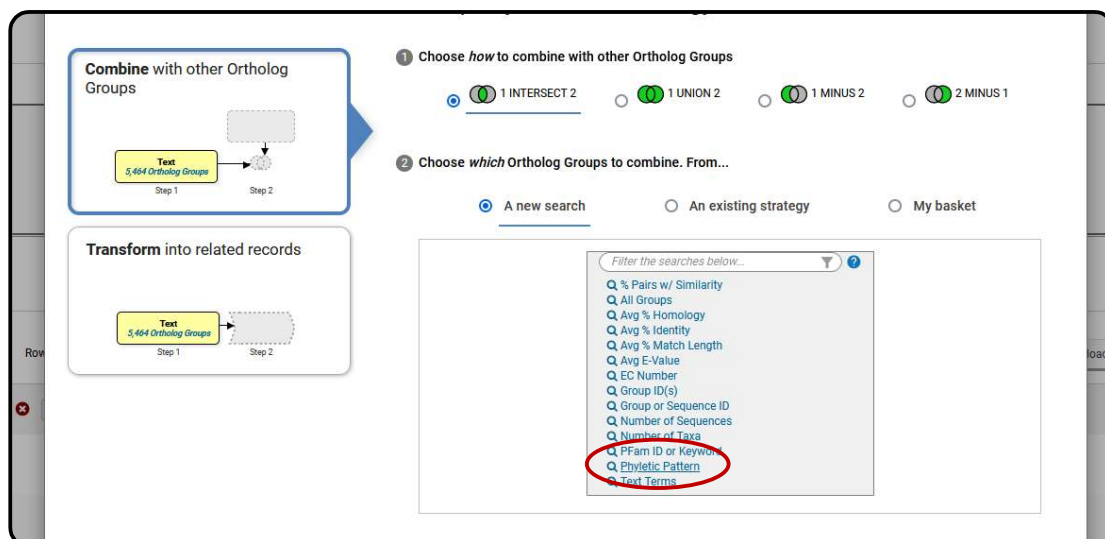 Combine with other Ortholog
Groups
Text
5,464 Ortholog Groups
Step 1
Step 2
Transform into related records
Text
5,464 Ortholog Groups
Step 1
Step 2
1 Choose how to combine with other Ortholog Groups
1 INTERSECT 2
1 UNION 2
1 MINUS 2
2 MINUS 1
2 Choose which Ortholog Groups to combine. From...
A new search
An existing strategy
My basket
Filter the searches below...
?
% Pairs w/ Similarity
All Groups
Avg % Homology
Avg % Identity
Avg % Match Length
Avg E-Value
EC Number
Group ID(s)
Group or Sequence ID
Number of Sequences
Number of Taxa
PFam ID or Keyword
Phyletic Pattern
Text Terms
Row